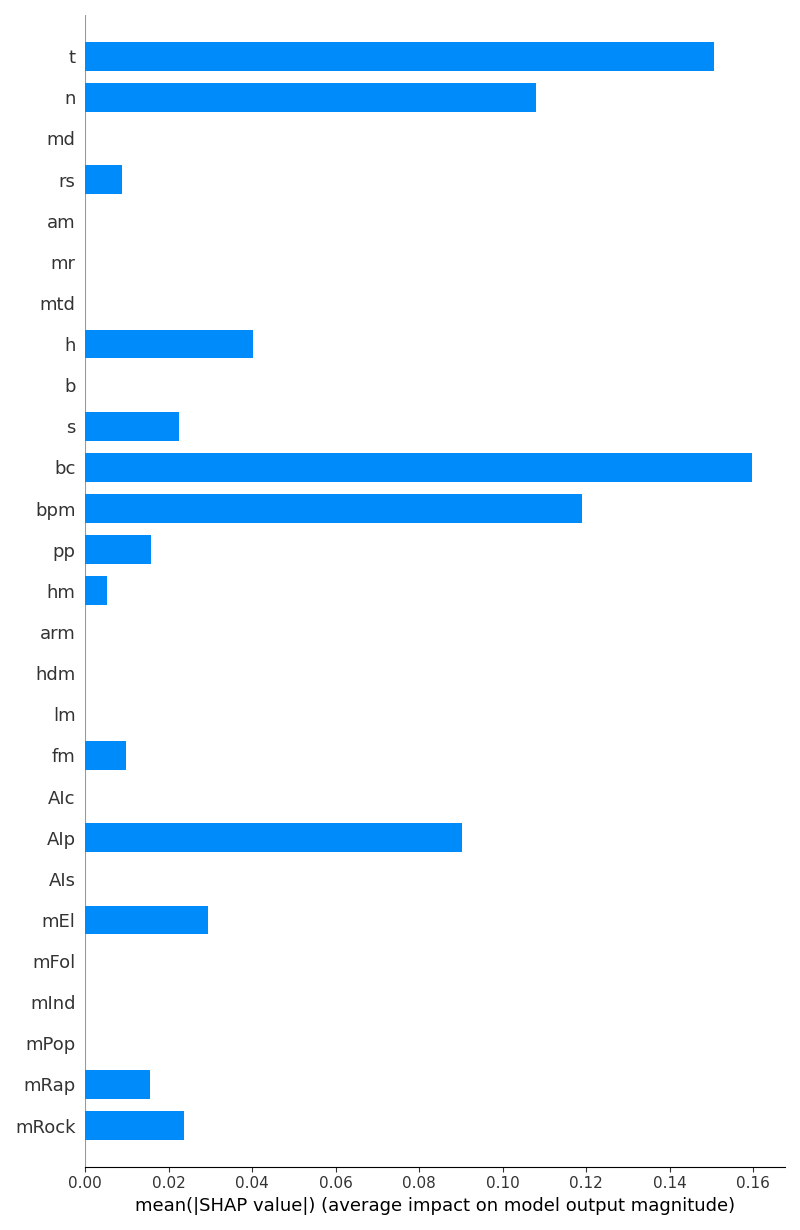 t
n
md
rs
am
mr
mtd
h
b
s
bc
bpm
pp
hm
arm
hdm
lm
fm
AIc
AIp
AIs
mEl
mFol
mInd
mPop
mRap
mRock
0.00 0.02 0.04 0.06 0.08 0.10 0.12 0.14 0.16
mean(|SHAP value|) (average impact on model output magnitude)